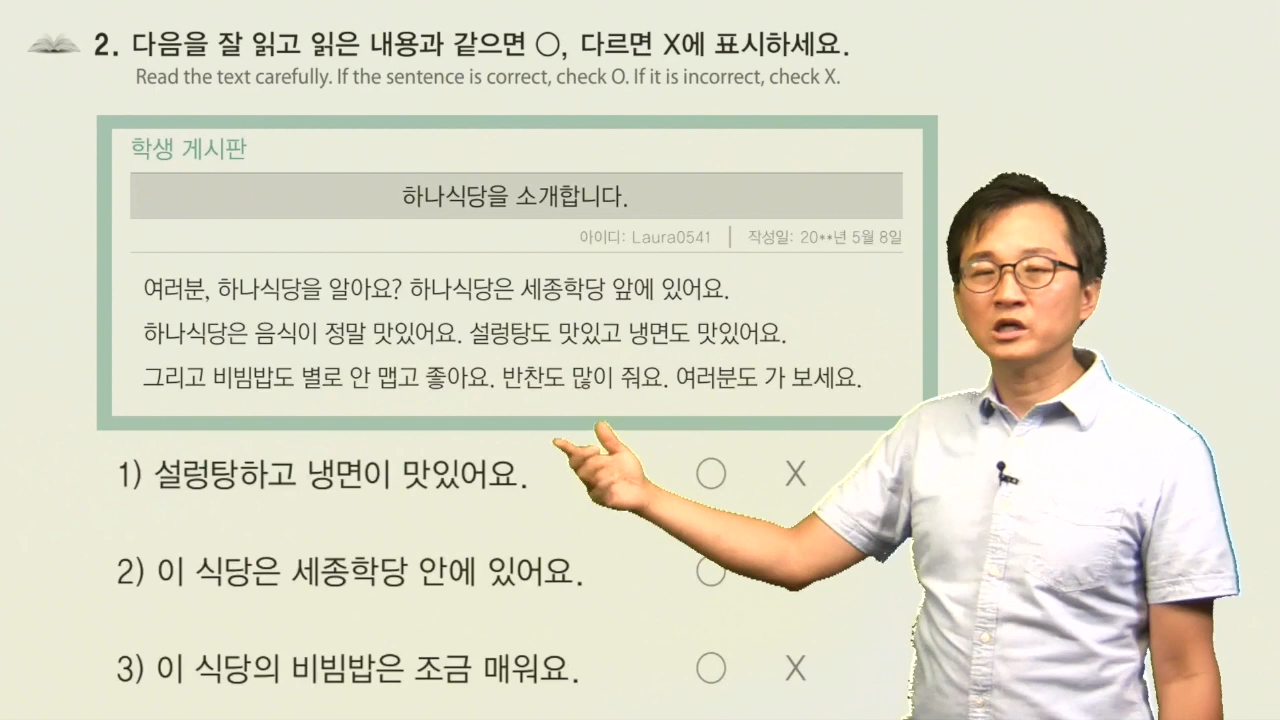 2. 다음을 잘 읽고 읽은 내용과 같으면 ○, 다르면 X에 표시하세요.
Read the text carefully. If the sentence is correct, check O. If it is incorrect, check X.
학생 게시판
하나식당을 소개합니다.
아이디: Laura0541 | 작성일: 20**년 5월 8일
여러분, 하나식당을 알아요? 하나식당은 세종학당 앞에 있어요.
하나식당은 음식이 정말 맛있어요. 설렁탕도 맛있고 냉면도 맛있어요.
그리고 비빔밥도 별로 안 맵고 좋아요. 반찬도 많이 줘요. 여러분도 가 보세요.
1) 설렁탕하고 냉면이 맛있어요. ○ X
2) 이 식당은 세종학당 안에 있어요. ○
3) 이 식당의 비빔밥은 조금 매워요. ○ X